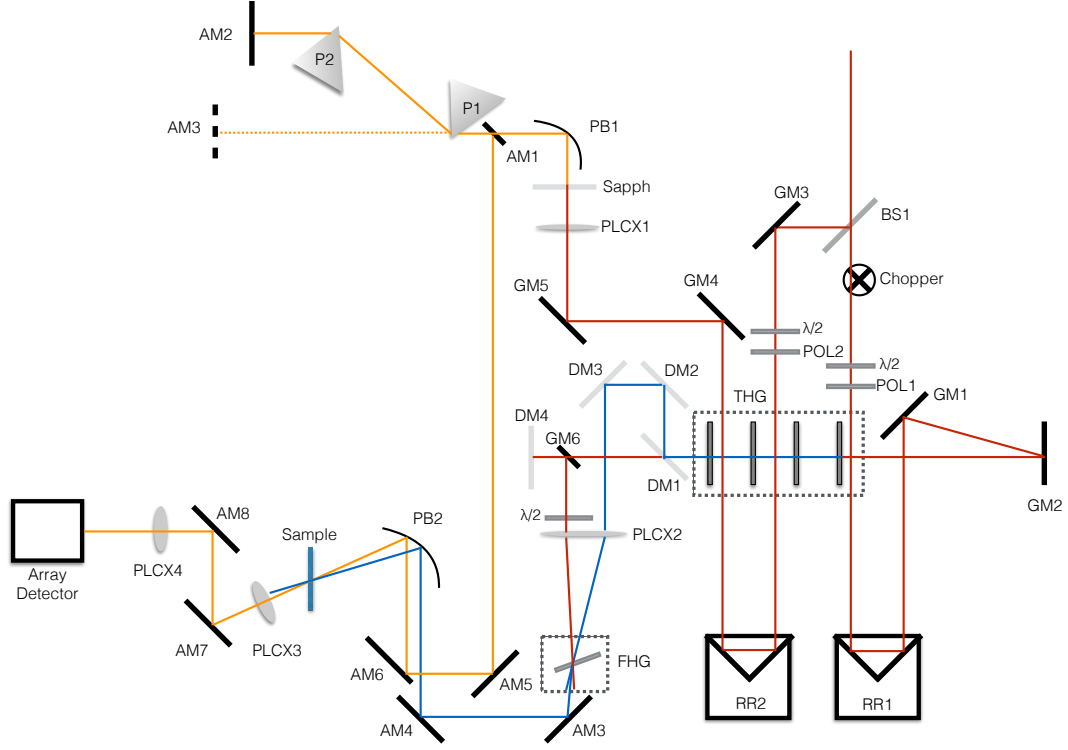 AM2
P2
P1
AM3
AM1
PB1
Sapph
PLCX1
GM3
BS1
Chopper
GM5
GM4
λ/2
POL2
λ/2
POL1
DM3
DM2
THG
GM1
DM4
GM6
DM1
GM2
λ/2
PLCX2
AM8
Sample
PB2
PLCX4
Array
Detector
AM7
PLCX3
AM6
AM5
FHG
AM4
AM3
RR2
RR1